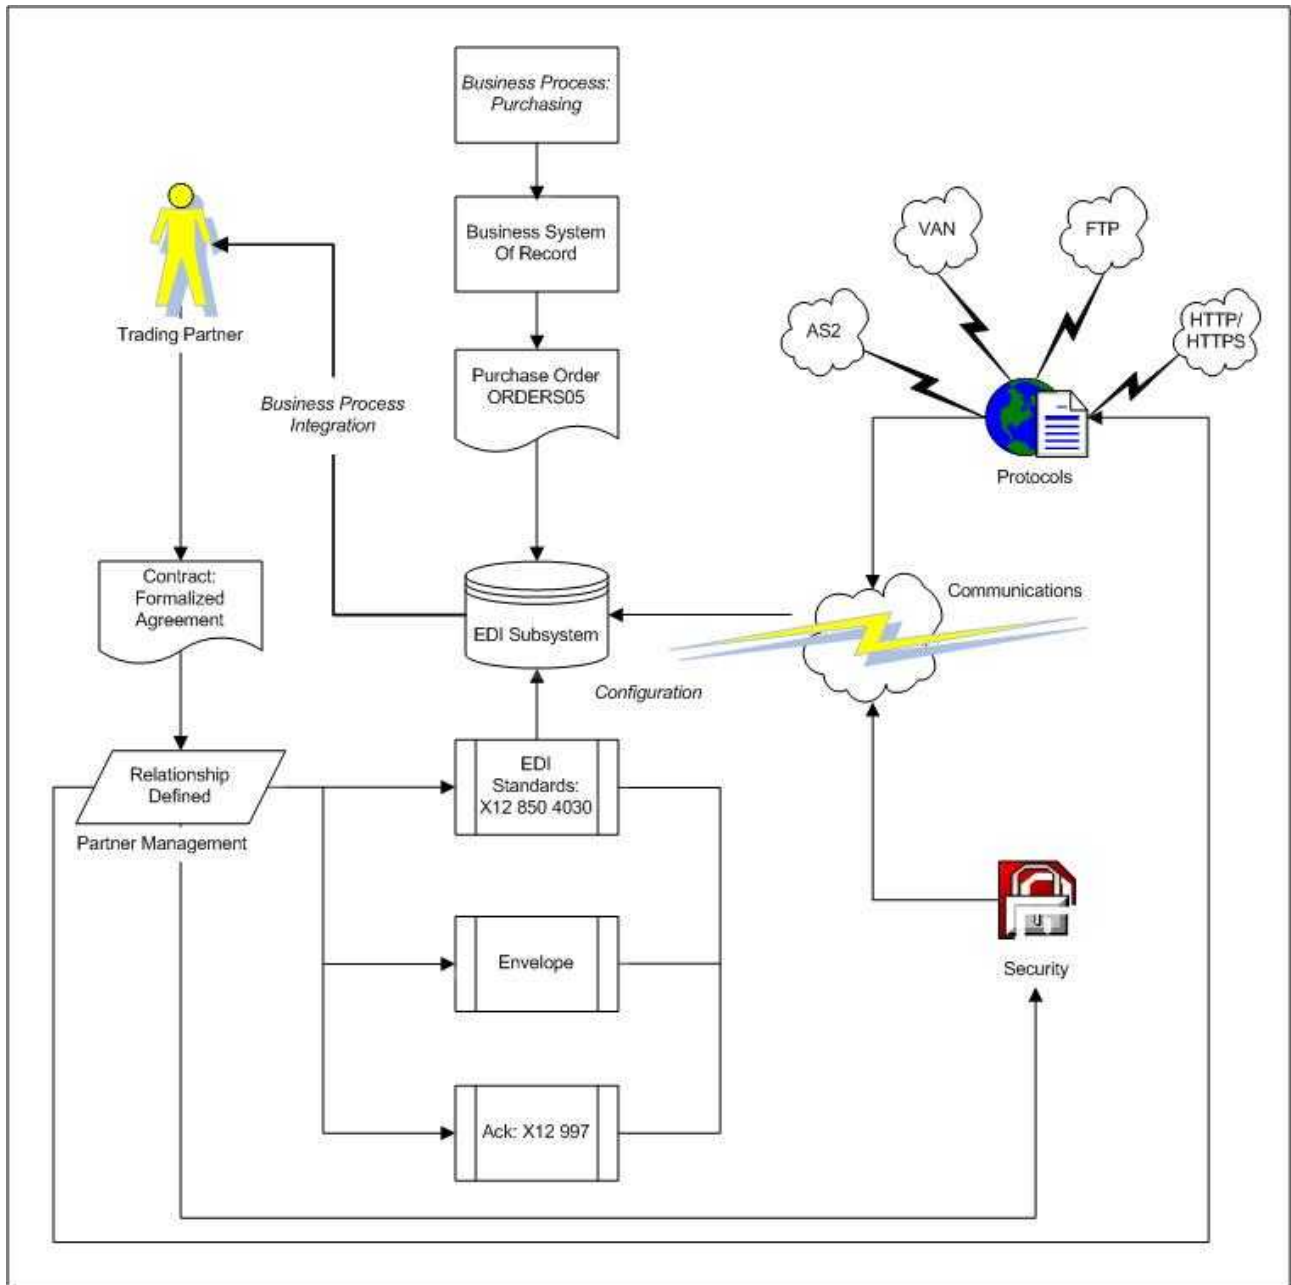 Business Process:
Purchasing
Business System
Of Record
Trading Partner
Business Process
Integration
Purchase Order
ORDERS05
VAN
FTP
AS2
HTTP/
HTTPS
Protocols
Contract:
Formalized
Agreement
EDI Subsystem
Communications
Configuration
Relationship
Defined
Partner Management
EDI
Standards:
X12 850 4030
Envelope
Security
Ack: X12 997